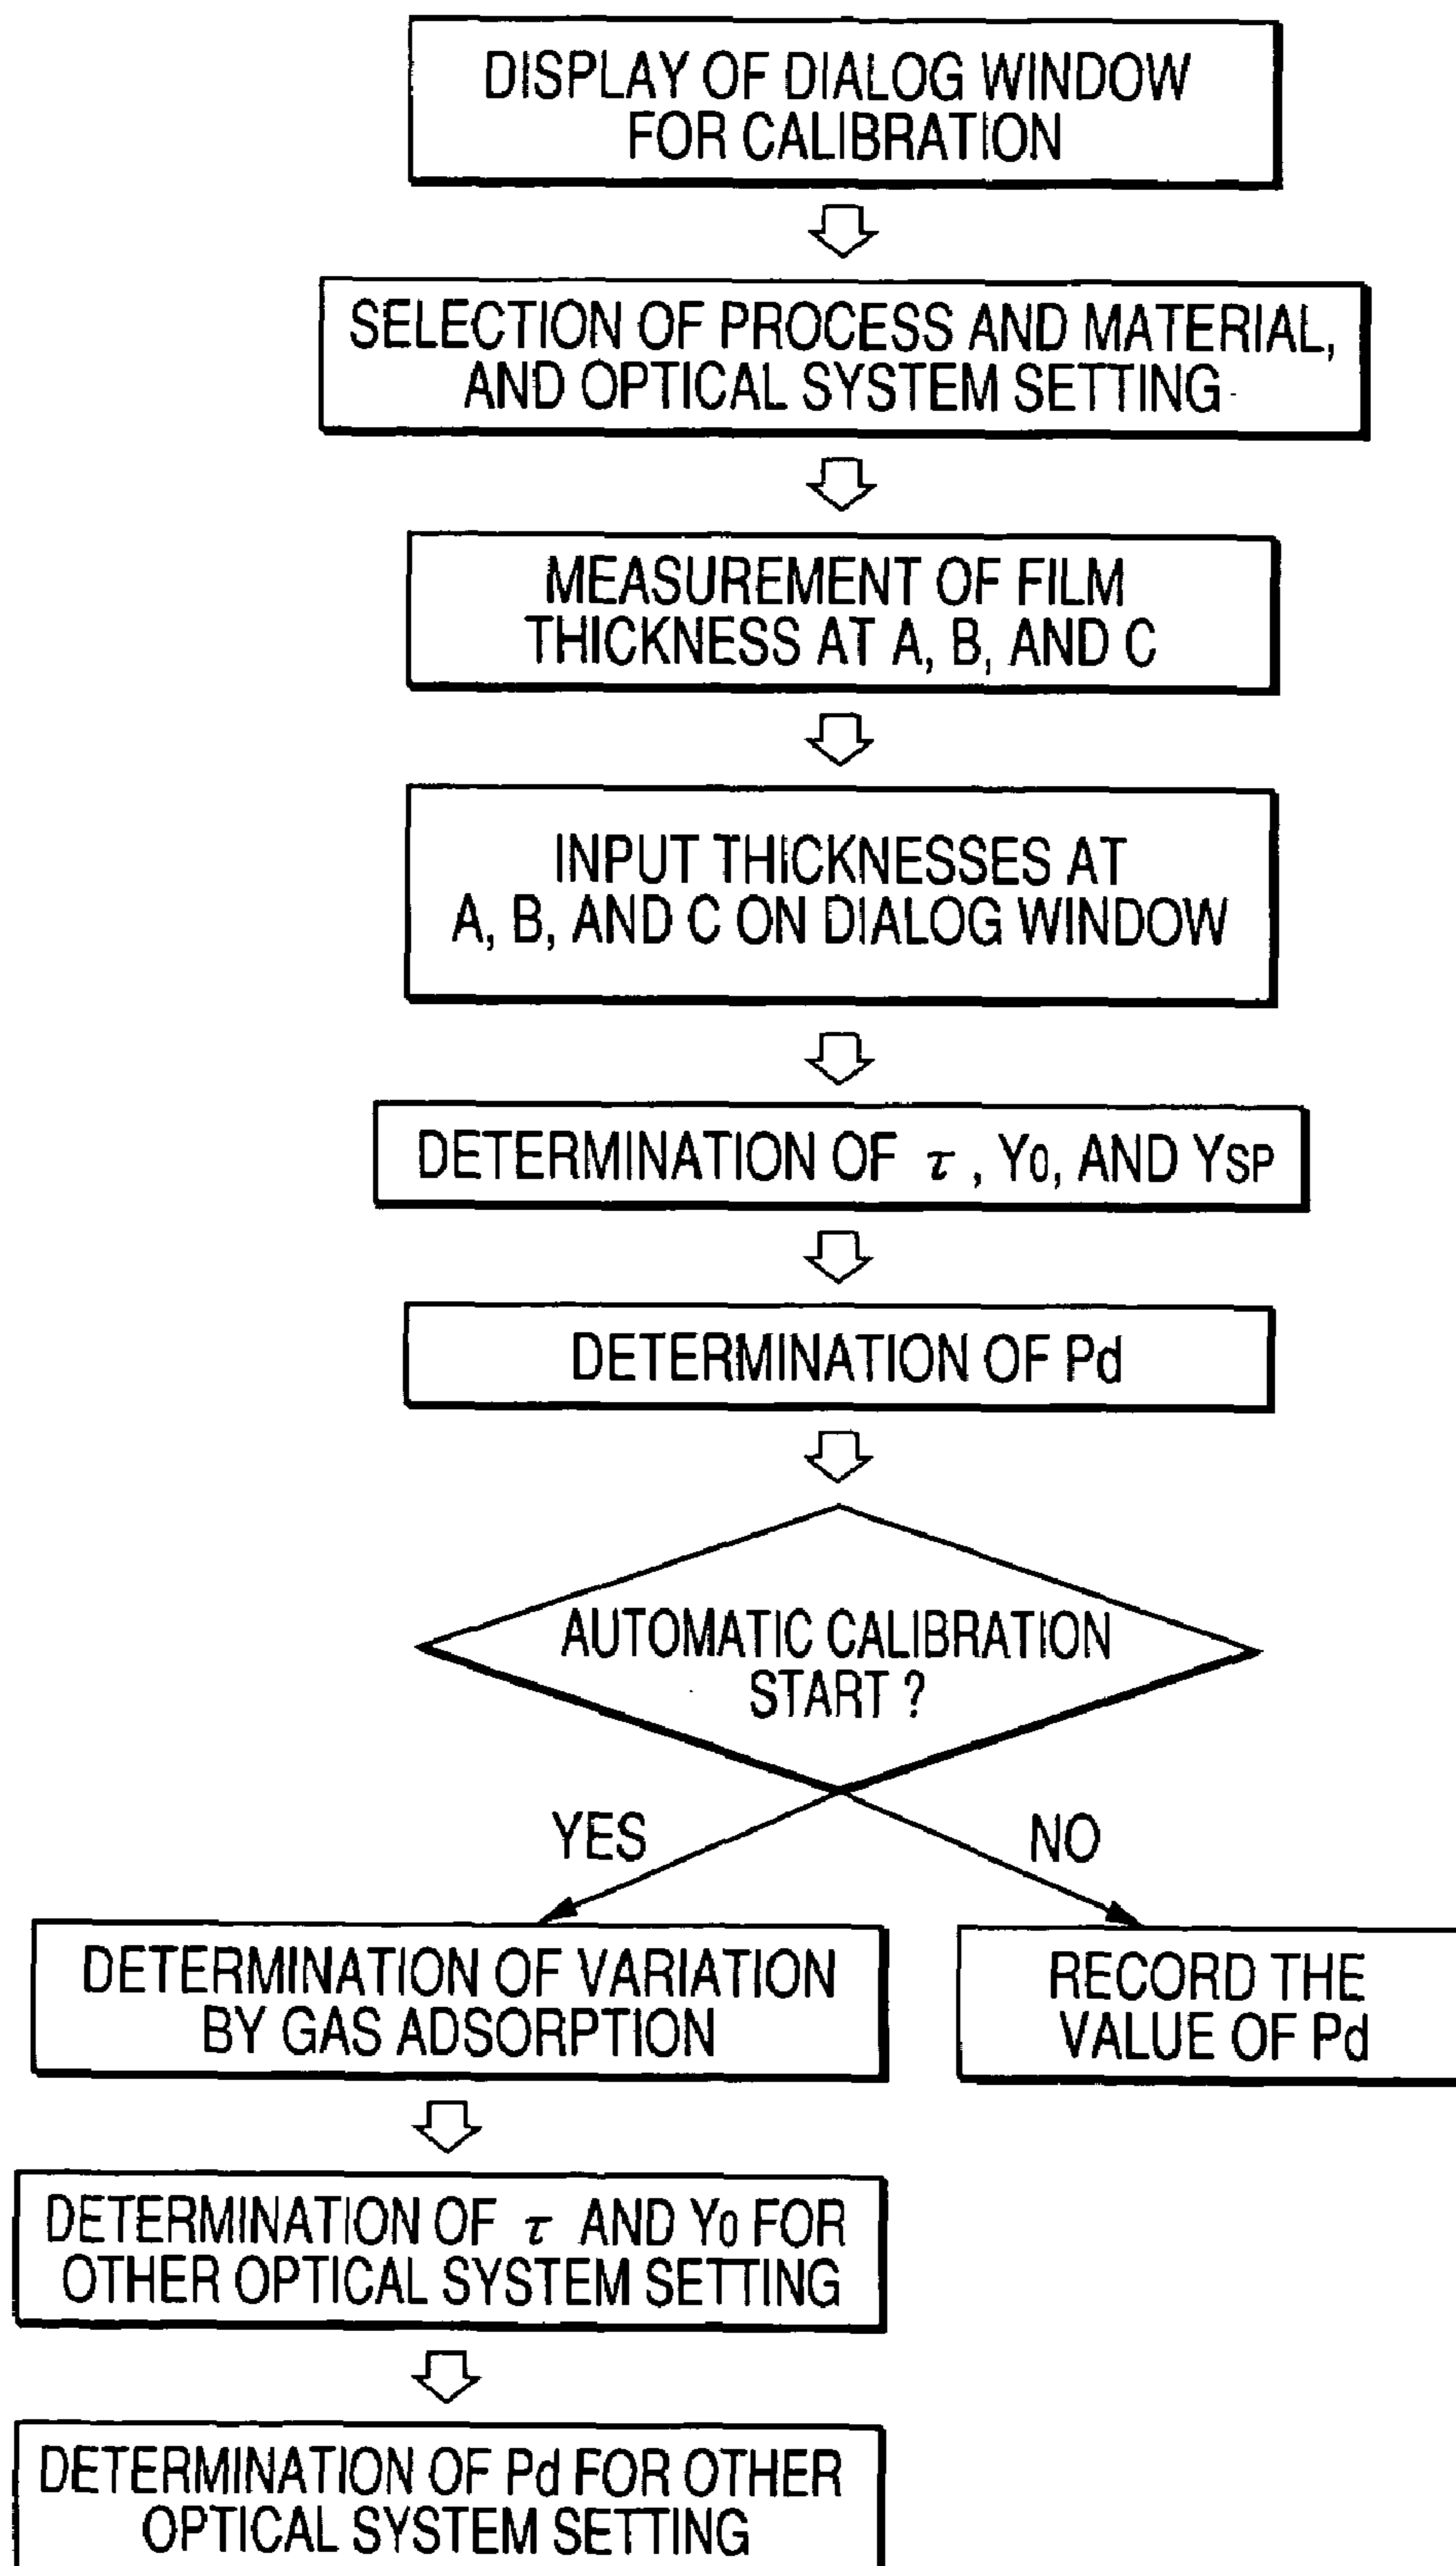 DISPLAY OF DIALOG WINDOW
FOR CALIBRATION
SELECTION OF PROCESS AND MATERIAL,
AND OPTICAL SYSTEM SETTING
MEASUREMENT OF FILM
THICKNESS AT A, B, AND C
INPUT THICKNESSES AT
A, B, AND C ON DIALOG WINDOW
DETERMINATION OF τ, Y0, AND YSP
DETERMINATION OF Pd
AUTOMATIC CALIBRATION
START ?
YES
NO
DETERMINATION OF VARIATION
BY GAS ADSORPTION
RECORD THE
VALUE OF Pd
DETERMINATION OF τ AND Y0 FOR
OTHER OPTICAL SYSTEM SETTING
DETERMINATION OF Pd FOR OTHER
OPTICAL SYSTEM SETTING